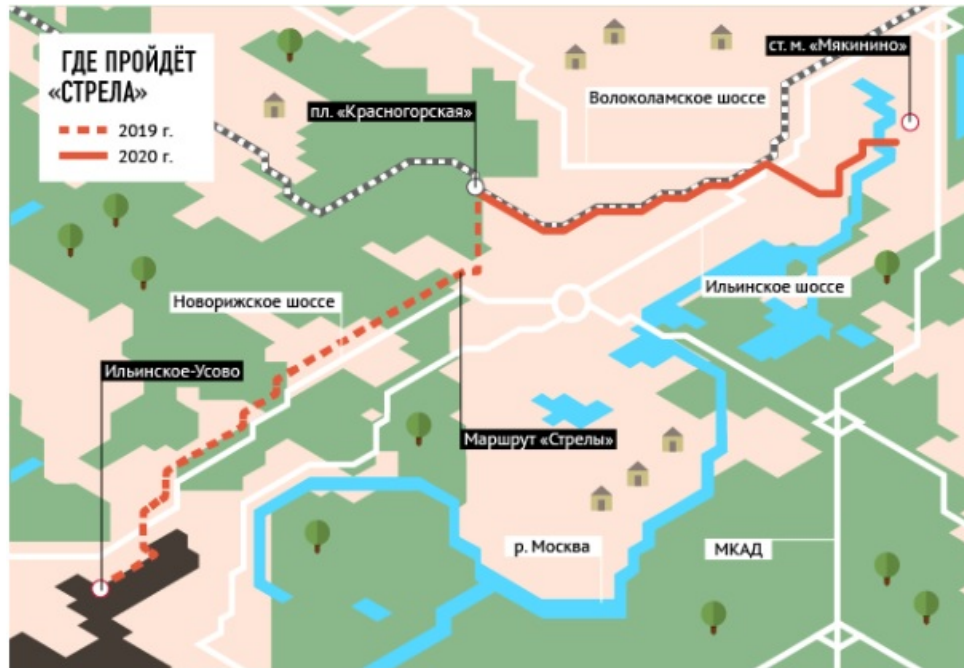 ГДЕ ПРОЙДЁТ
«СТРЕЛА»
2019 г.
2020 г.
ст. м. «Мякинино»
Волоколамское шоссе
пл. «Красногорская»
Ильинское шоссе
Новорижское шоссе
Ильинское-Усово
Маршрут «Стрелы»
р. Москва
МКАД